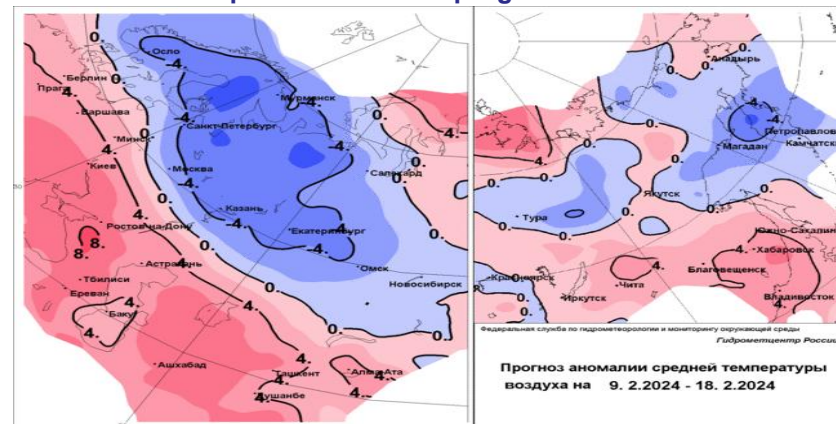 Осло
Берлин
Прага
Варшава
Мурманск
Санкт-Петербург
Минск
Киев
Москва
Салехард
Казань
Ростов-на-Дону
Екатеринбург
Астрахань
Омск
Тбилиси
Новосибирск
Ереван
Баку
Ашхабад
Ташкент
Алма-Ата
Душанбе
Анадырь
Петропавловск
Камчатск
Магадан
Якутск
Тура
Южно-Сахалин
Хабаровск
Благовещенск
Красноярск
Чита
Иркутск
Владивосток
Федеральная служба по гидрометеорологии и мониторингу окружающей среды
Гидрометцентр России
Прогноз аномалии средней температуры
воздуха на 9. 2.2024 - 18. 2.2024